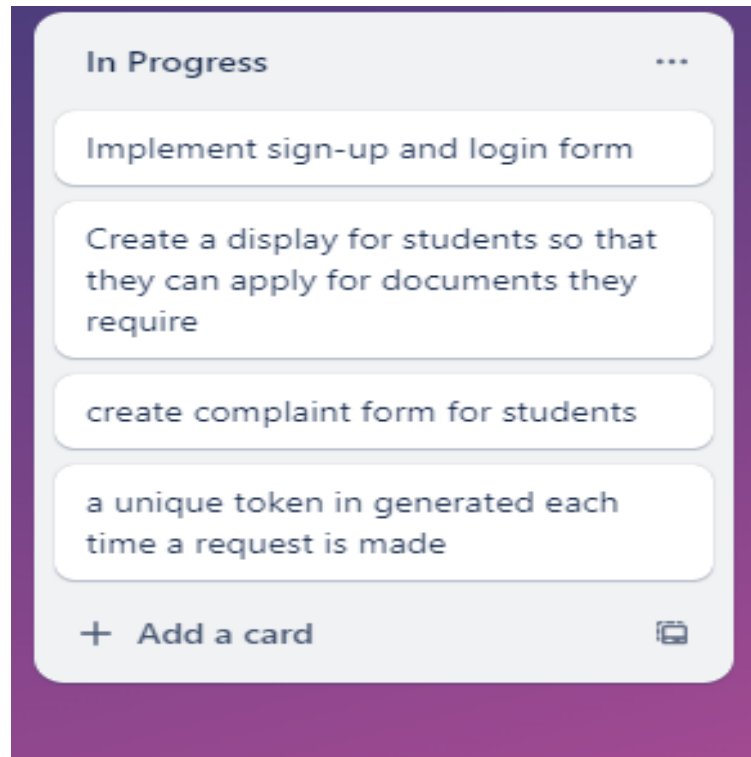 In Progress
Implement sign-up and login form
Create a display for students so that
they can apply for documents they
require
create complaint form for students
a unique token in generated each
time a request is made
+ Add a card